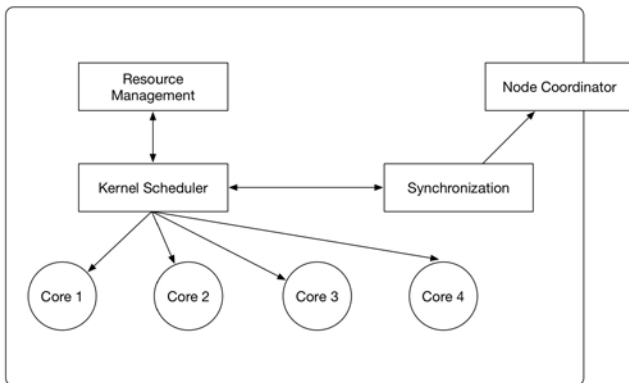 Resource
Management
Node Coordinator
Kernel Scheduler
Synchronization
Core 1
Core 2
Core 3
Core 4